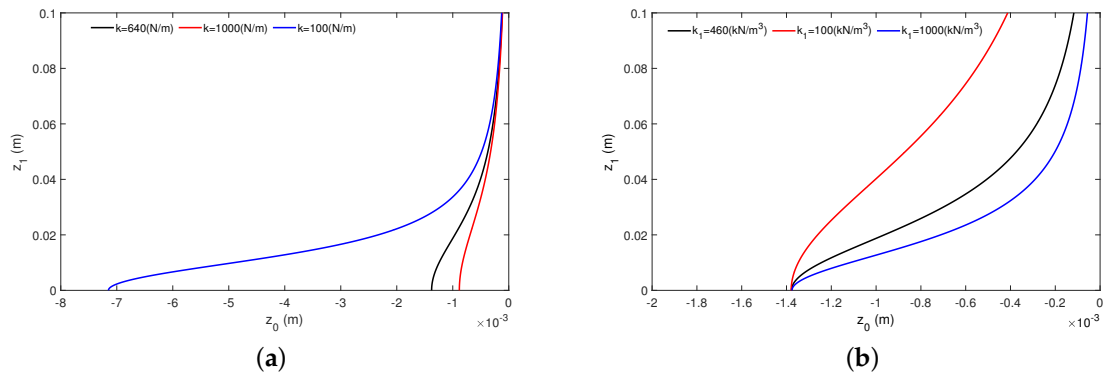 k=640(N/m) k=1000(N/m) k=100(N/m)
0.1
0.08
0.06
0.04
0.02
0
z1 (m)
-8 -7 -6 -5 -4 -3 -2 -1 0
z0 (m)
×10-3
(a)
k1=460(kN/m3) k1=100(kN/m3) k1=1000(kN/m3)
0.1
0.08
0.06
0.04
0.02
0
z1 (m)
-2 -1.8 -1.6 -1.4 -1.2 -1 -0.8 -0.6 -0.4 -0.2 0
z0 (m)
×10-3
(b)